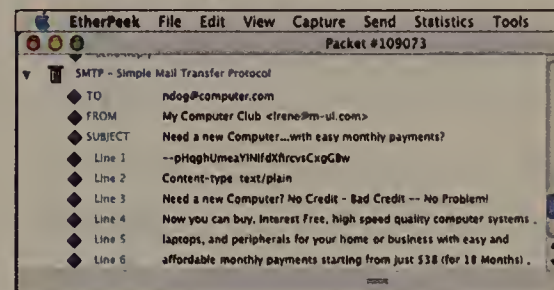 EtherPeek File Edit View Capture Send Statistics Tools
Packet #109073
SMTP - Simple Mail Transfer Protocol
TO ndog@computer.com
FROM My Computer Club <irene@m-ul.com>
SUBJECT Need a new Computer...with easy monthly payments?
Line 1
Line 2 Content-type text/plain
Line 3 Need a new Computer? No Credit - Bad Credit -- No Problem!
Line 4 Now you can buy, Interest Free, high speed quality computer systems ,
Line 5 laptops, and peripherals for your home or business with easy and
Line 6 affordable monthly payments starting from just $38 (for 18 Months) .